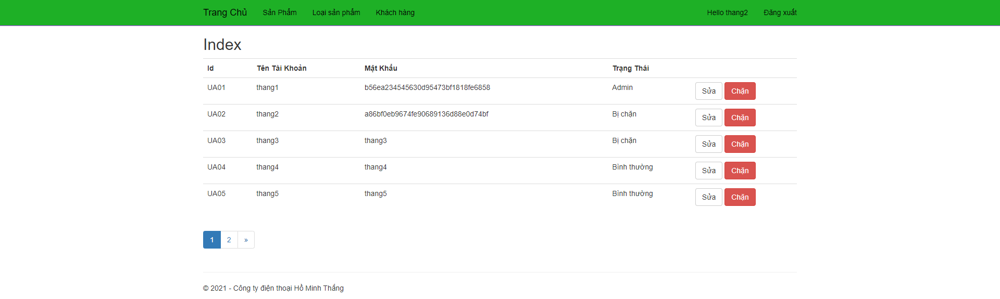 Trang Chủ Sản Phẩm Loại sản phẩm Khách hàng Hello thang2 Đăng xuất
Index
Id Tên Tài Khoản Mật Khẩu Trạng Thái
UA01 thang1 b56ea234545630d95473bf1818fe6858 Admin Sửa Chặn
UA02 thang2 a86bf0eb9674fe90689136d88e0d74bf Bị chặn Sửa Chặn
UA03 thang3 thang3 Bị chặn Sửa Chặn
UA04 thang4 thang4 Bình thường Sửa Chặn
UA05 thang5 thang5 Bình thường Sửa Chặn
1 2 »
© 2021 - Công ty điện thoại Hồ Minh Thắng